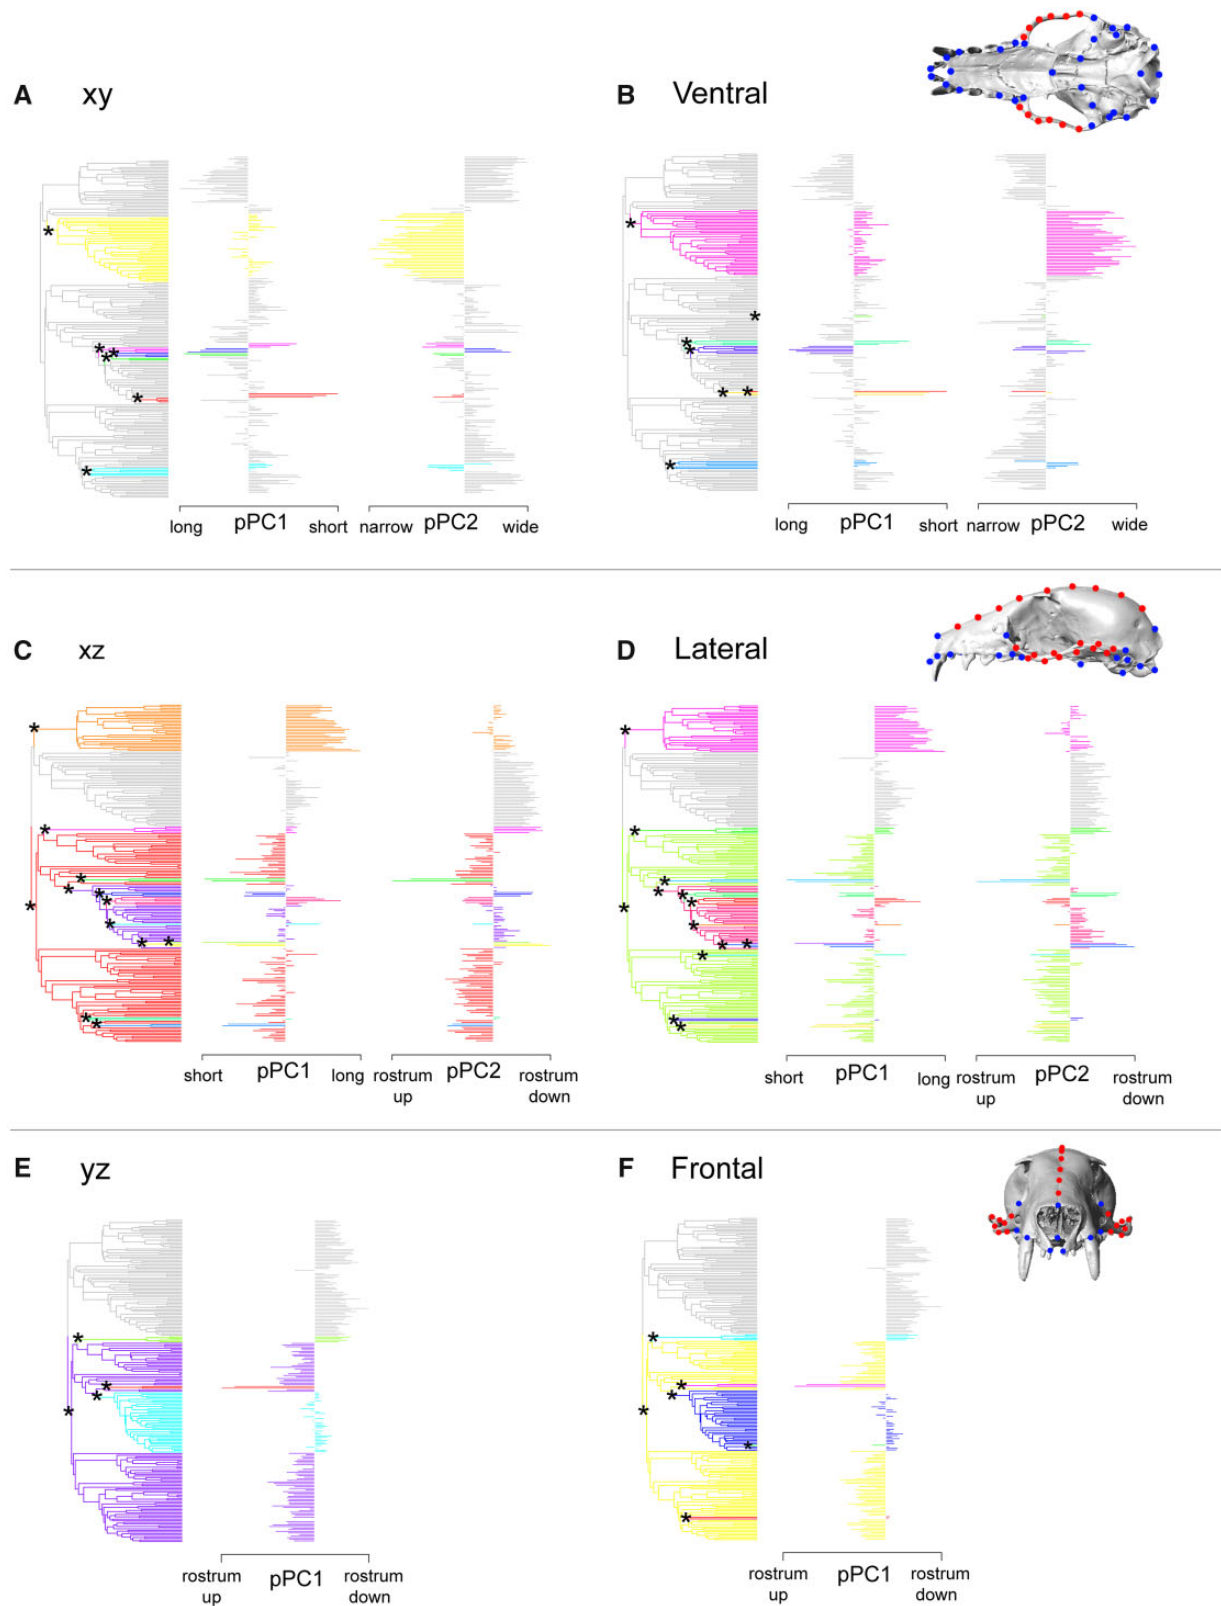 A xy
B Ventral
long pPC1 short narrow pPC2 wide
long pPC1 short narrow pPC2 wide
C xz
D Lateral
short pPC1 long rostrum up pPC2 rostrum down
short pPC1 long rostrum up pPC2 rostrum down
E yz
F Frontal
rostrum up pPC1 rostrum down
rostrum up pPC1 rostrum down